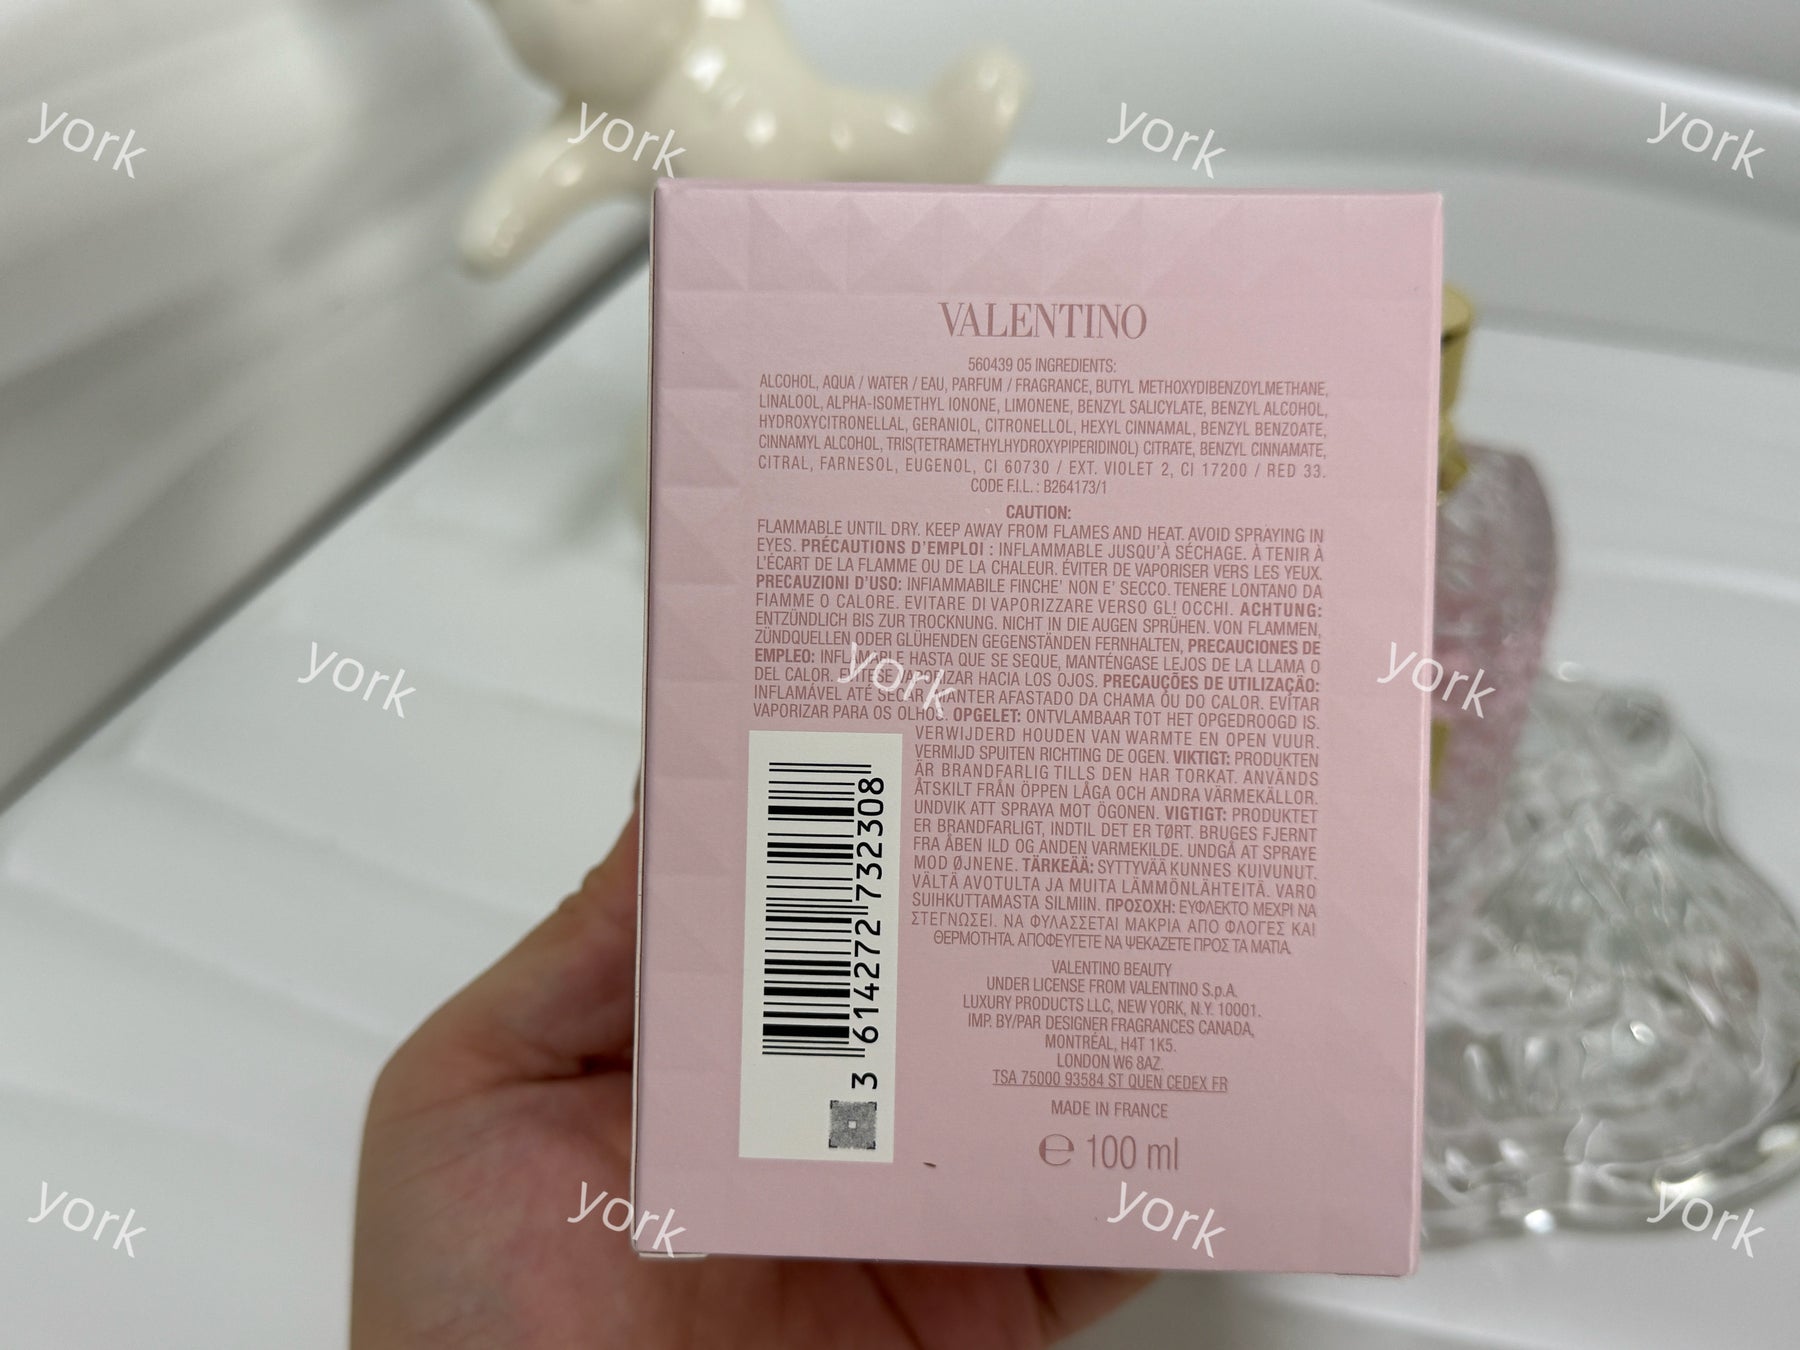 york york york york
VALENTINO
560439 05 INGREDIENTS:
ALCOHOL, AQUA / WATER / EAU, PARFUM / FRAGRANCE, BUTYL METHOXYDIBENZOYLMETHANE,
LINALOOL, ALPHA-ISOMETHYL IONONE, LIMONENE, BENZYL SALICYLATE, BENZYL ALCOHOL,
HYDROXYCITRONELLAL, GERANIOL, CITRONELLOL, HEXYL CINNAMAL, BENZYL BENZOATE,
CINNAMYL ALCOHOL, TRIS(TETRAMETHYLHYDROXYPIPERIDINOL) CITRATE, BENZYL CINNAMATE,
CITRAL, FARNESOL, EUGENOL, CI 60730 / EXT. VIOLET 2, CI 17200 / RED 33.
CODE F.I.L. : B264173/1
CAUTION:
FLAMMABLE UNTIL DRY. KEEP AWAY FROM FLAMES AND HEAT. AVOID SPRAYING IN
EYES. PRÉCAUTIONS D'EMPLOI : INFLAMMABLE JUSQU'À SÉCHAGE. À TENIR À
L'ÉCART DE LA FLAMME OU DE LA CHALEUR. ÉVITER DE VAPORISER VERS LES YEUX.
PRECAUZIONI D'USO: INFIAMMABILE FINCHE' NON E' SECCO. TENERE LONTANO DA
FIAMME O CALORE. EVITARE DI VAPORIZZARE VERSO GLI OCCHI. ACHTUNG:
ENTZÜNDLICH BIS ZUR TROCKNUNG. NICHT IN DIE AUGEN SPRÜHEN. VON FLAMMEN,
ZÜNDQUELLEN ODER GLÜHENDEN GEGENSTÄNDEN FERNHALTEN, PRECAUCIONES DE
EMPLEO: INFLAMABLE HASTA QUE SE SEQUE, MANTÉNGASE LEJOS DE LA LLAMA O
DEL CALOR. EVÍTESE VAPORIZAR HACIA LOS OJOS. PRECAUÇÕES DE UTILIZAÇÃO:
INFLAMÁVEL ATÉ SECAR. MANTER AFASTADO DA CHAMA OU DO CALOR. EVITAR
VAPORIZAR PARA OS OLHOS. OPGELET: ONTVLAMBAAR TOT HET OPGEDROOGD IS.
VERWIJDERD HOUDEN VAN WARMTE EN OPEN VUUR.
VERMIJD SPUITEN RICHTING DE OGEN. VIKTIGT: PRODUKTEN
ÄR BRANDFARLIG TILLS DEN HAR TORKAT. ANVÄNDS
ÅTSKILT FRÅN ÖPPEN LÅGA OCH ANDRA VÄRMEKÄLLOR.
UNDVIK ATT SPRAYA MOT ÖGONEN. VIGTIGT: PRODUKTET
ER BRANDFARLIGT, INDTIL DET ER TØRT. BRUGES FJERNT
FRA ÅBEN ILD OG ANDEN VARMEKILDE. UNDGÅ AT SPRAYE
MOD ØJNENE. TÄRKEÄÄ: SYTTYVÄÄ KUNNES KUIVUNUT.
VÄLTÄ AVOTULTA JA MUITA LÄMMÖNLÄHTEITÄ. VARO
SUIHKUTTAMASTA SILMIIN. ΠΡΟΣΟΧΗ: ΕΥΦΛΕΚΤΟ ΜΕΧΡΙ ΝΑ
ΣΤΕΓΝΩΣΕΙ. ΝΑ ΦΥΛΑΣΣΕΤΑΙ ΜΑΚΡΙΑ ΑΠΟ ΦΛΟΓΕΣ ΚΑΙ
ΘΕΡΜΟΤΗΤΑ. ΑΠΟΦΕΥΓΕΤΕ ΝΑ ΨΕΚΑΖΕΤΕ ΠΡΟΣ ΤΑ ΜΑΤΙΑ.
york york york
3 614272 732308
VALENTINO BEAUTY
UNDER LICENSE FROM VALENTINO S.p.A.
LUXURY PRODUCTS LLC, NEW YORK, N.Y. 10001.
IMP. BY/PAR DESIGNER FRAGRANCES CANADA,
MONTRÉAL, H4T 1K5.
LONDON W6 8AZ.
TSA 75000 93584 ST OUEN CEDEX FR
MADE IN FRANCE
℮ 100 ml
york york york york